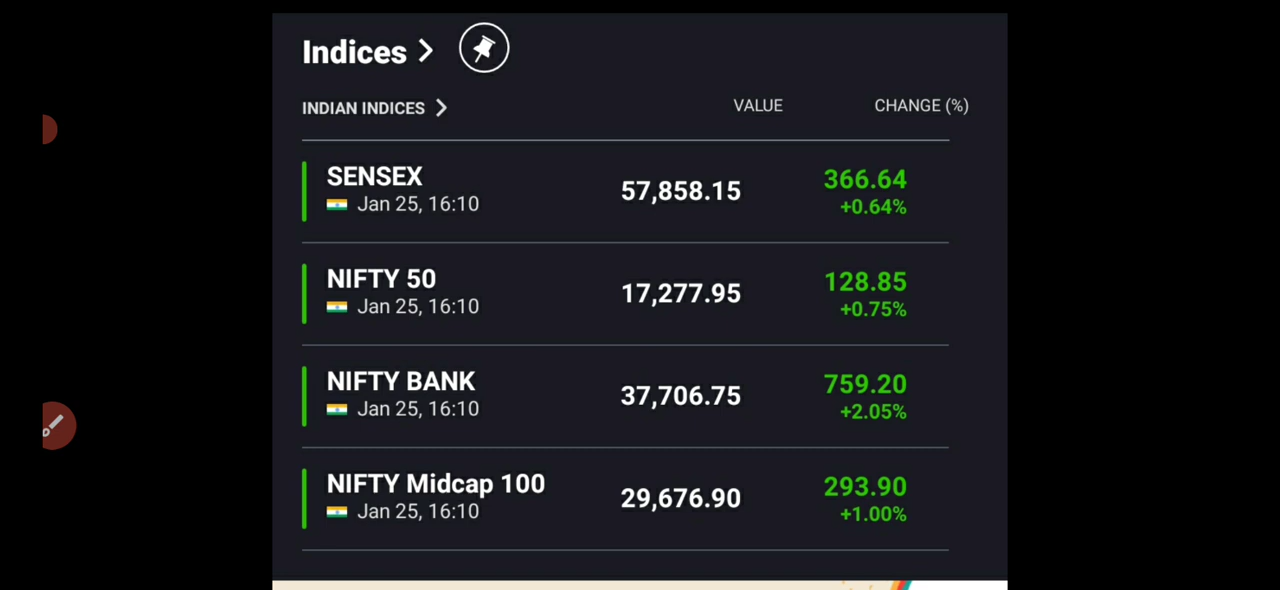 Indices
INDIAN INDICES VALUE CHANGE (%)
SENSEX
Jan 25, 16:10
57,858.15
366.64
+0.64%
NIFTY 50
Jan 25, 16:10
17,277.95
128.85
+0.75%
NIFTY BANK
Jan 25, 16:10
37,706.75
759.20
+2.05%
NIFTY Midcap 100
Jan 25, 16:10
29,676.90
293.90
+1.00%